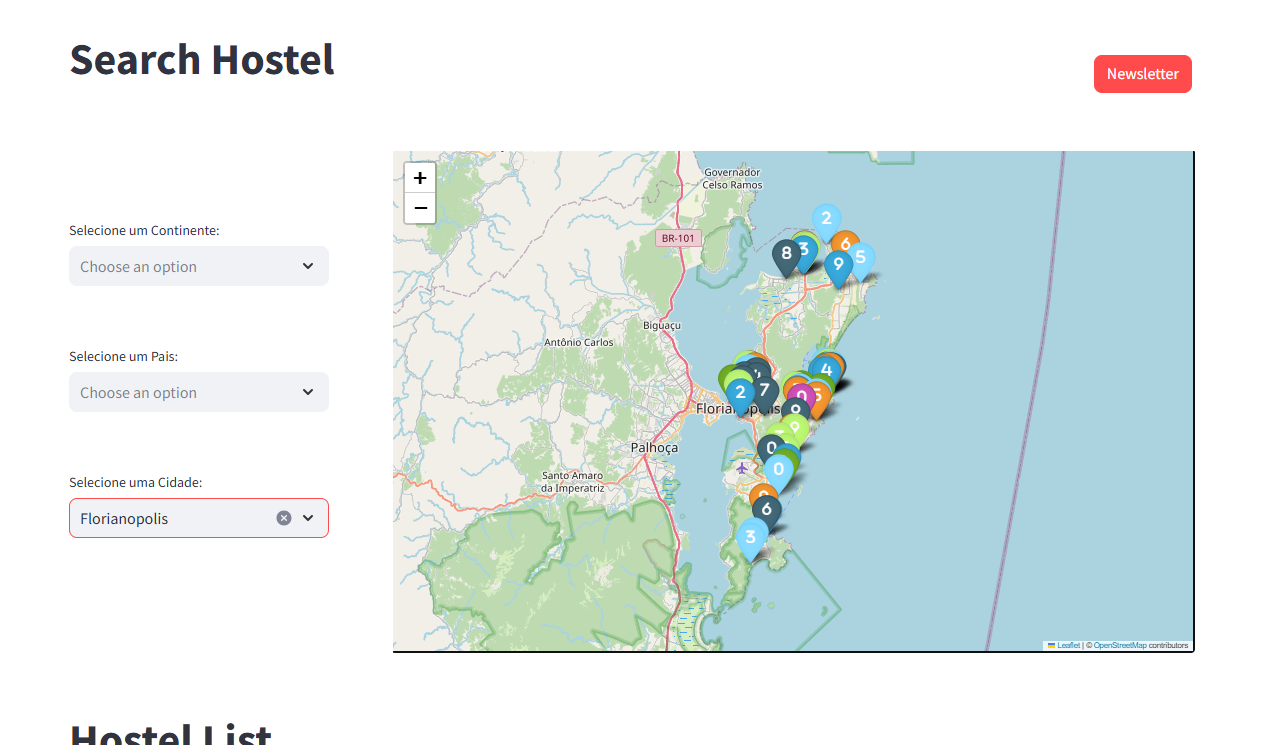 Search Hostel
Newsletter
Selecione um Continente:
Choose an option
Selecione um Pais:
Choose an option
Selecione uma Cidade:
Florianopolis
+
−
Governador
Celso Ramos
BR-101
2
8
3
6
5
9
Biguaçu
Antônio Carlos
4
2
7
0
5
Florianópolis
9
9
Palhoça
0
0
Santo Amaro
da Imperatriz
6
3
Leaflet | © OpenStreetMap contributors
Hostel List